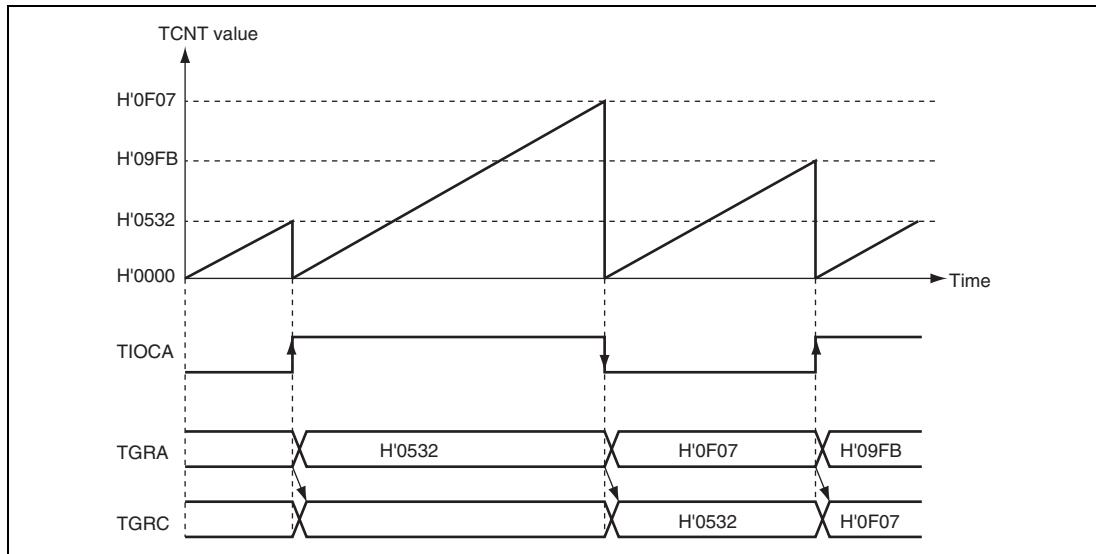 TCNT value
H'0F07
H'09FB
H'0532
H'0000
Time
TIOCA
TGRA
H'0532
H'0F07
H'09FB
TGRC
H'0532
H'0F07